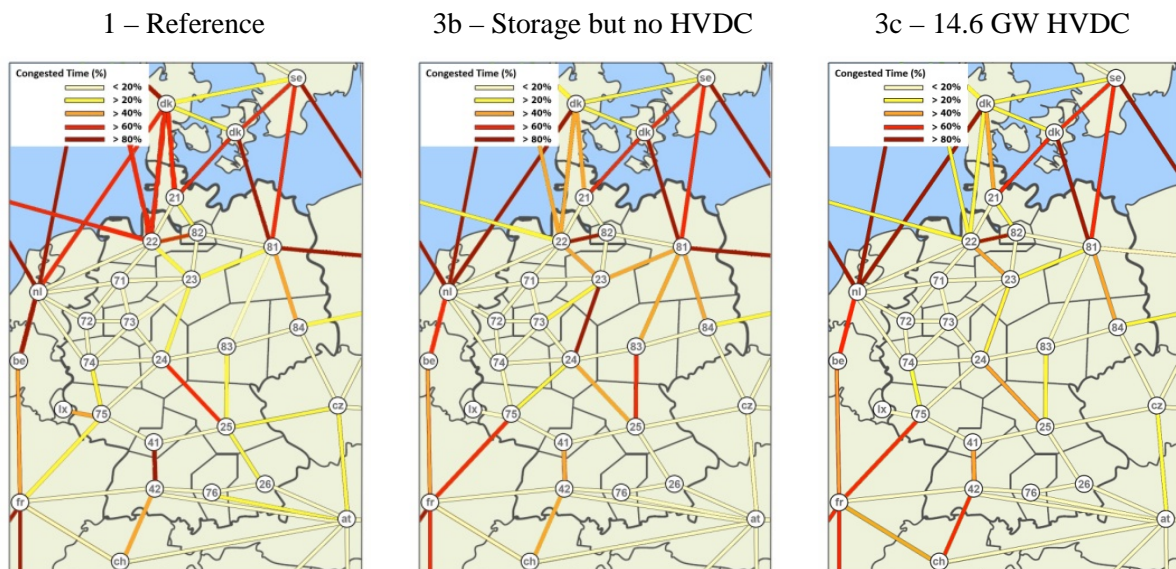 1 – Reference
3b – Storage but no HVDC
3c – 14.6 GW HVDC
Congested Time (%)
< 20%
> 20%
> 40%
> 60%
> 80%
se
dk
dk
21
22
82
81
nl
71
23
72
73
84
be
74
24
83
lx
75
cz
41
25
42
76
26
fr
at
ch
Congested Time (%)
< 20%
> 20%
> 40%
> 60%
> 80%
se
dk
dk
21
22
82
81
nl
71
23
72
73
84
be
74
24
83
lx
75
cz
41
25
42
76
26
fr
at
ch
Congested Time (%)
< 20%
> 20%
> 40%
> 60%
> 80%
se
dk
dk
21
22
82
81
nl
71
23
72
73
84
be
74
24
83
lx
75
cz
41
25
42
76
26
fr
at
ch